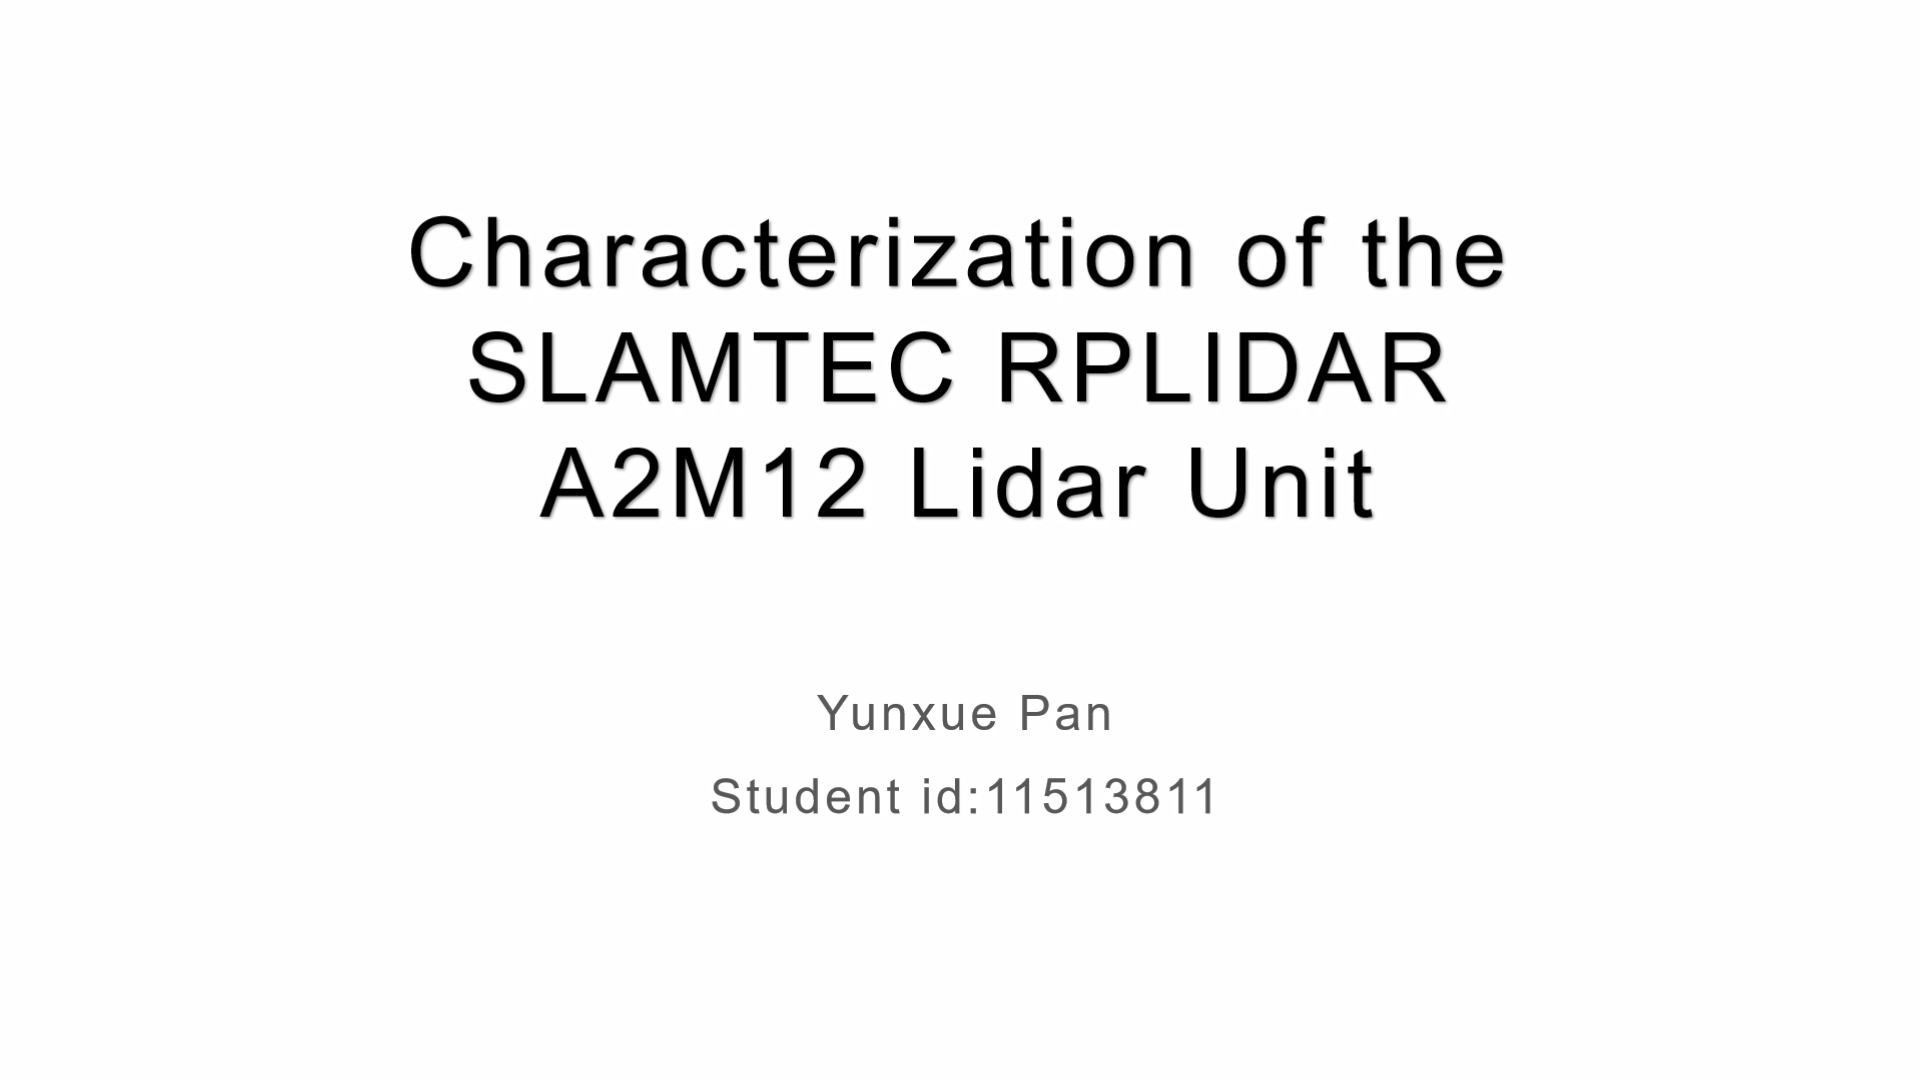 Characterization of the
SLAMTEC RPLIDAR
A2M12 Lidar Unit
Yunxue Pan
Student id:11513811